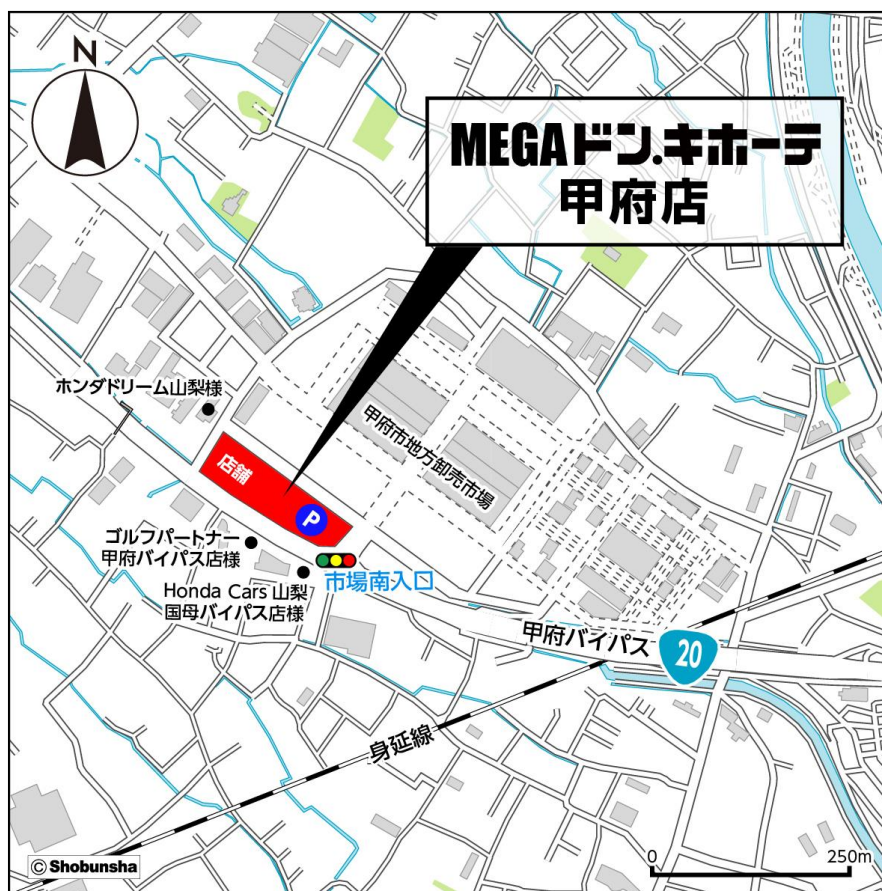 N
MEGAドン.キホーテ
甲府店
ホンダドリーム山梨様
甲府市地方卸売市場
店舗
P
ゴルフパートナー
甲府バイパス店様
市場南入口
Honda Cars 山梨
国母バイパス店様
甲府バイパス
20
身延線
0 250m
© Shobunsha